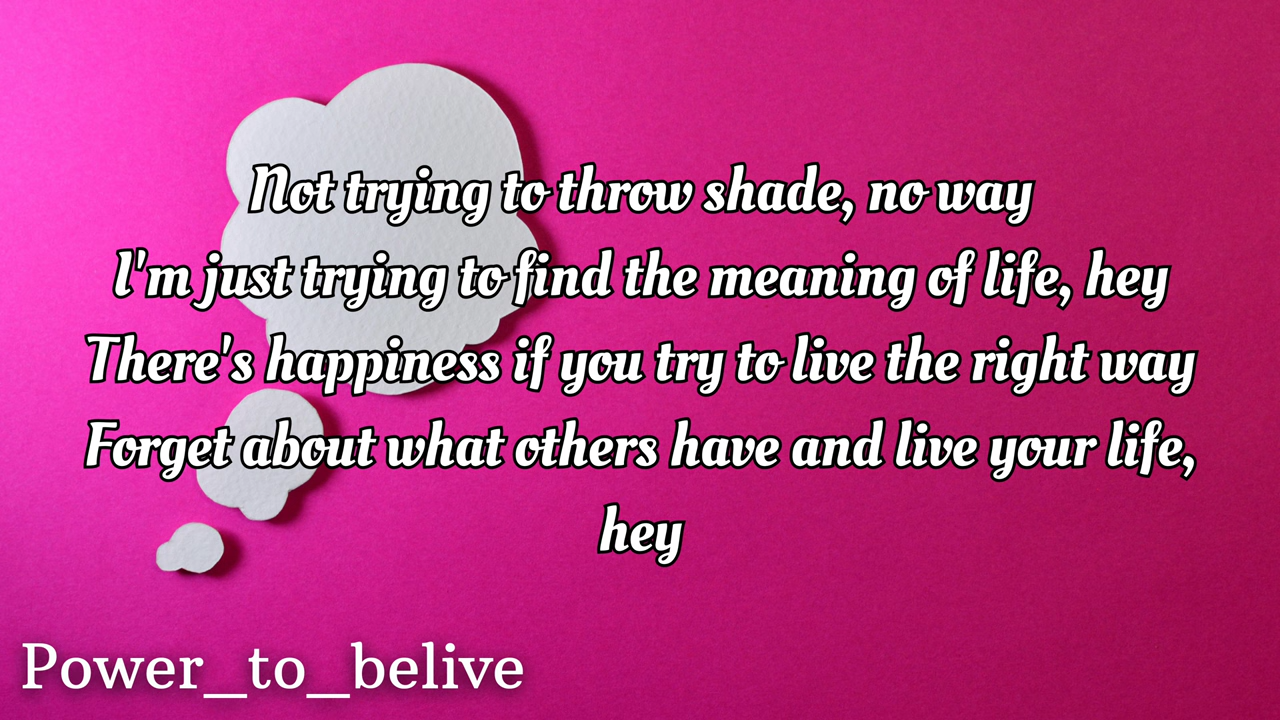 Not trying to throw shade, no way
I'm just trying to find the meaning of life, hey
There's happiness if you try to live the right way
Forget about what others have and live your life,
hey
Power_to_belive